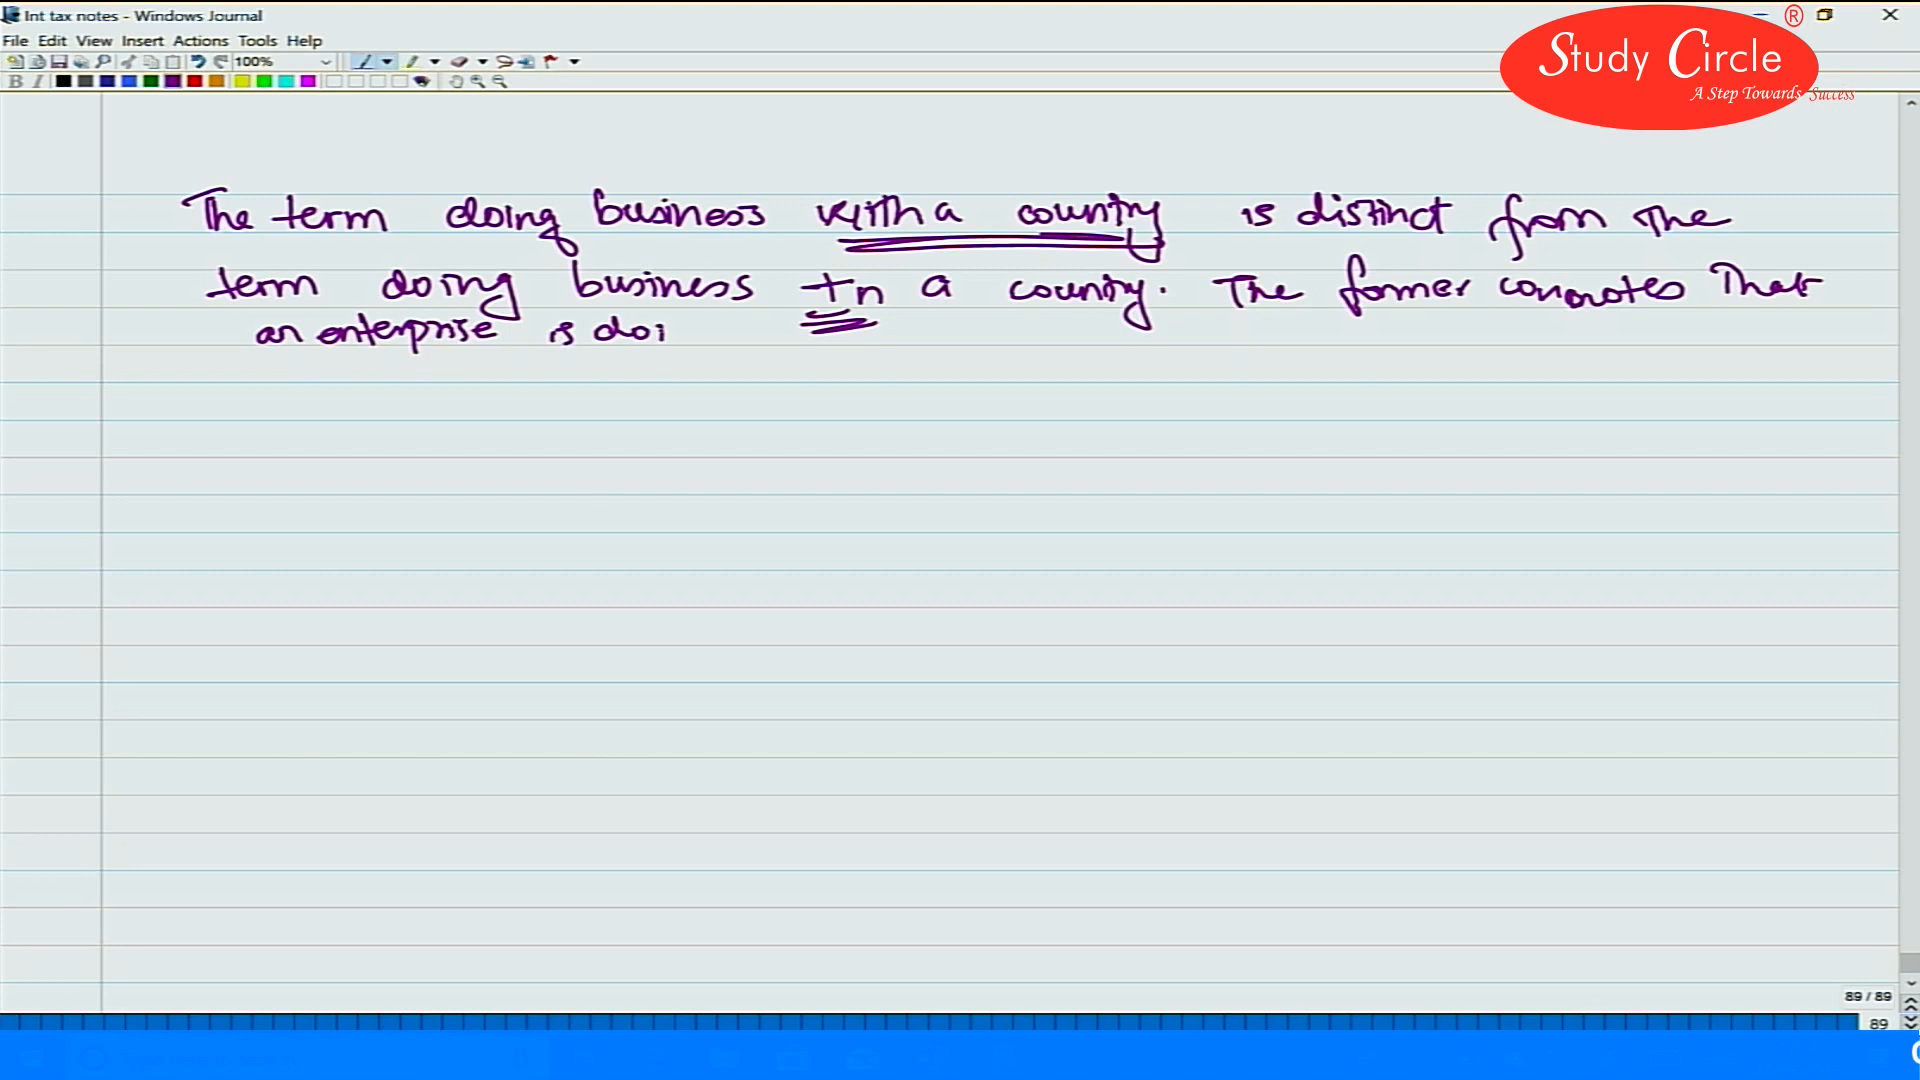 Int tax notes - Windows Journal
File Edit View Insert Actions Tools Help
100%
B I
®
Study Circle
A Step Towards Success
The term doing business with a country is distinct from the
term doing business In a country. The former connotes that
an enterprise is doi
89 / 89
89